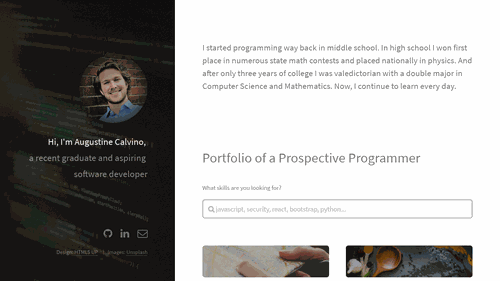 Hi, I'm Augustine Calvino,
a recent graduate and aspiring
software developer
Design: HTML5 UP | Images: Unsplash
I started programming way back in middle school. In high school I won first
place in numerous state math contests and placed nationally in physics. And
after only three years of college I was valedictorian with a double major in
Computer Science and Mathematics. Now, I continue to learn every day.
Portfolio of a Prospective Programmer
What skills are you looking for?
javascript, security, react, bootstrap, python...